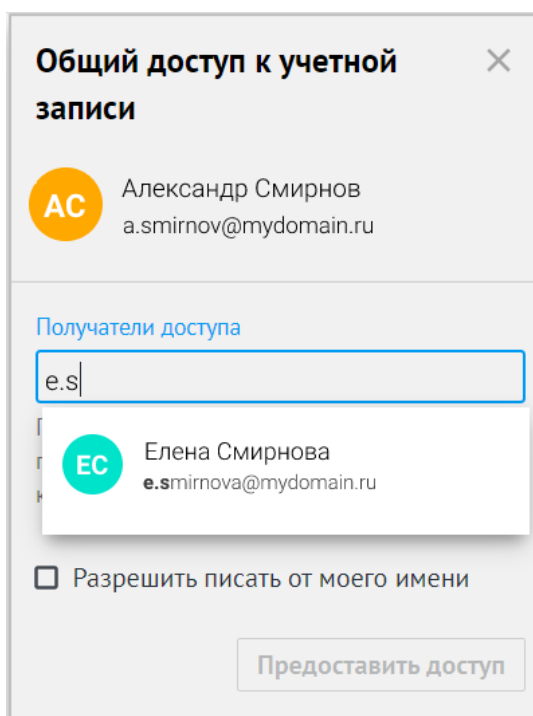 Общий доступ к учетной
записи
АС
Александр Смирнов
a.smirnov@mydomain.ru
Получатели доступа
e.s
ЕС
Елена Смирнова
e.smirnova@mydomain.ru
Разрешить писать от моего имени
Предоставить доступ